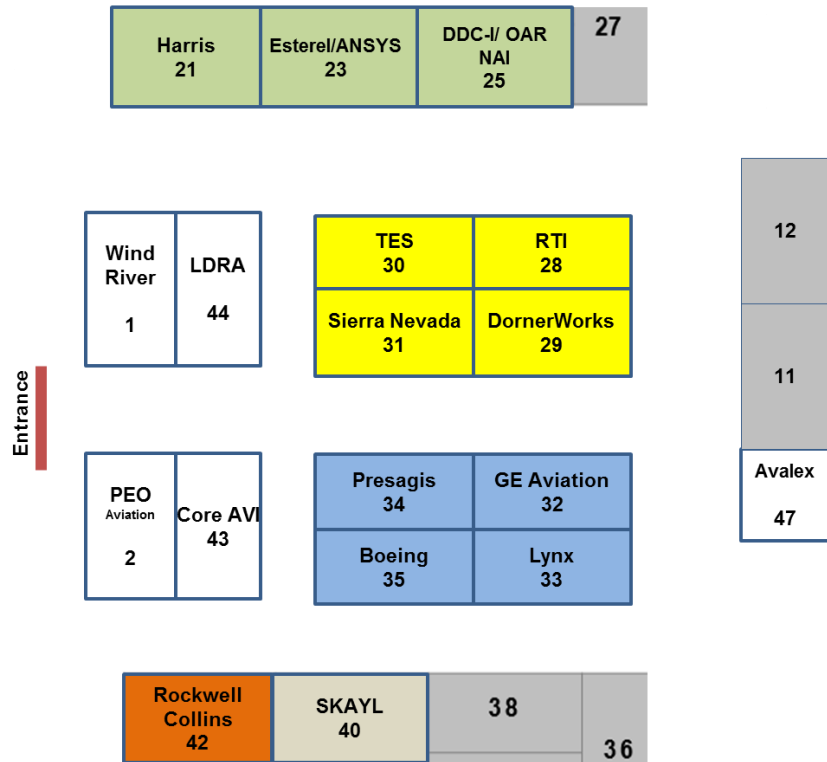 Harris
21
Esterel/ANSYS
23
DDC-I/ OAR
NAI
25
27
Wind
River
1
LDRA
44
TES
30
RTI
28
Sierra Nevada
31
DornerWorks
29
12
11
Avalex
47
Entrance
PEO
Aviation
2
Core AVI
43
Presagis
34
GE Aviation
32
Boeing
35
Lynx
33
Rockwell
Collins
42
SKAYL
40
38
36